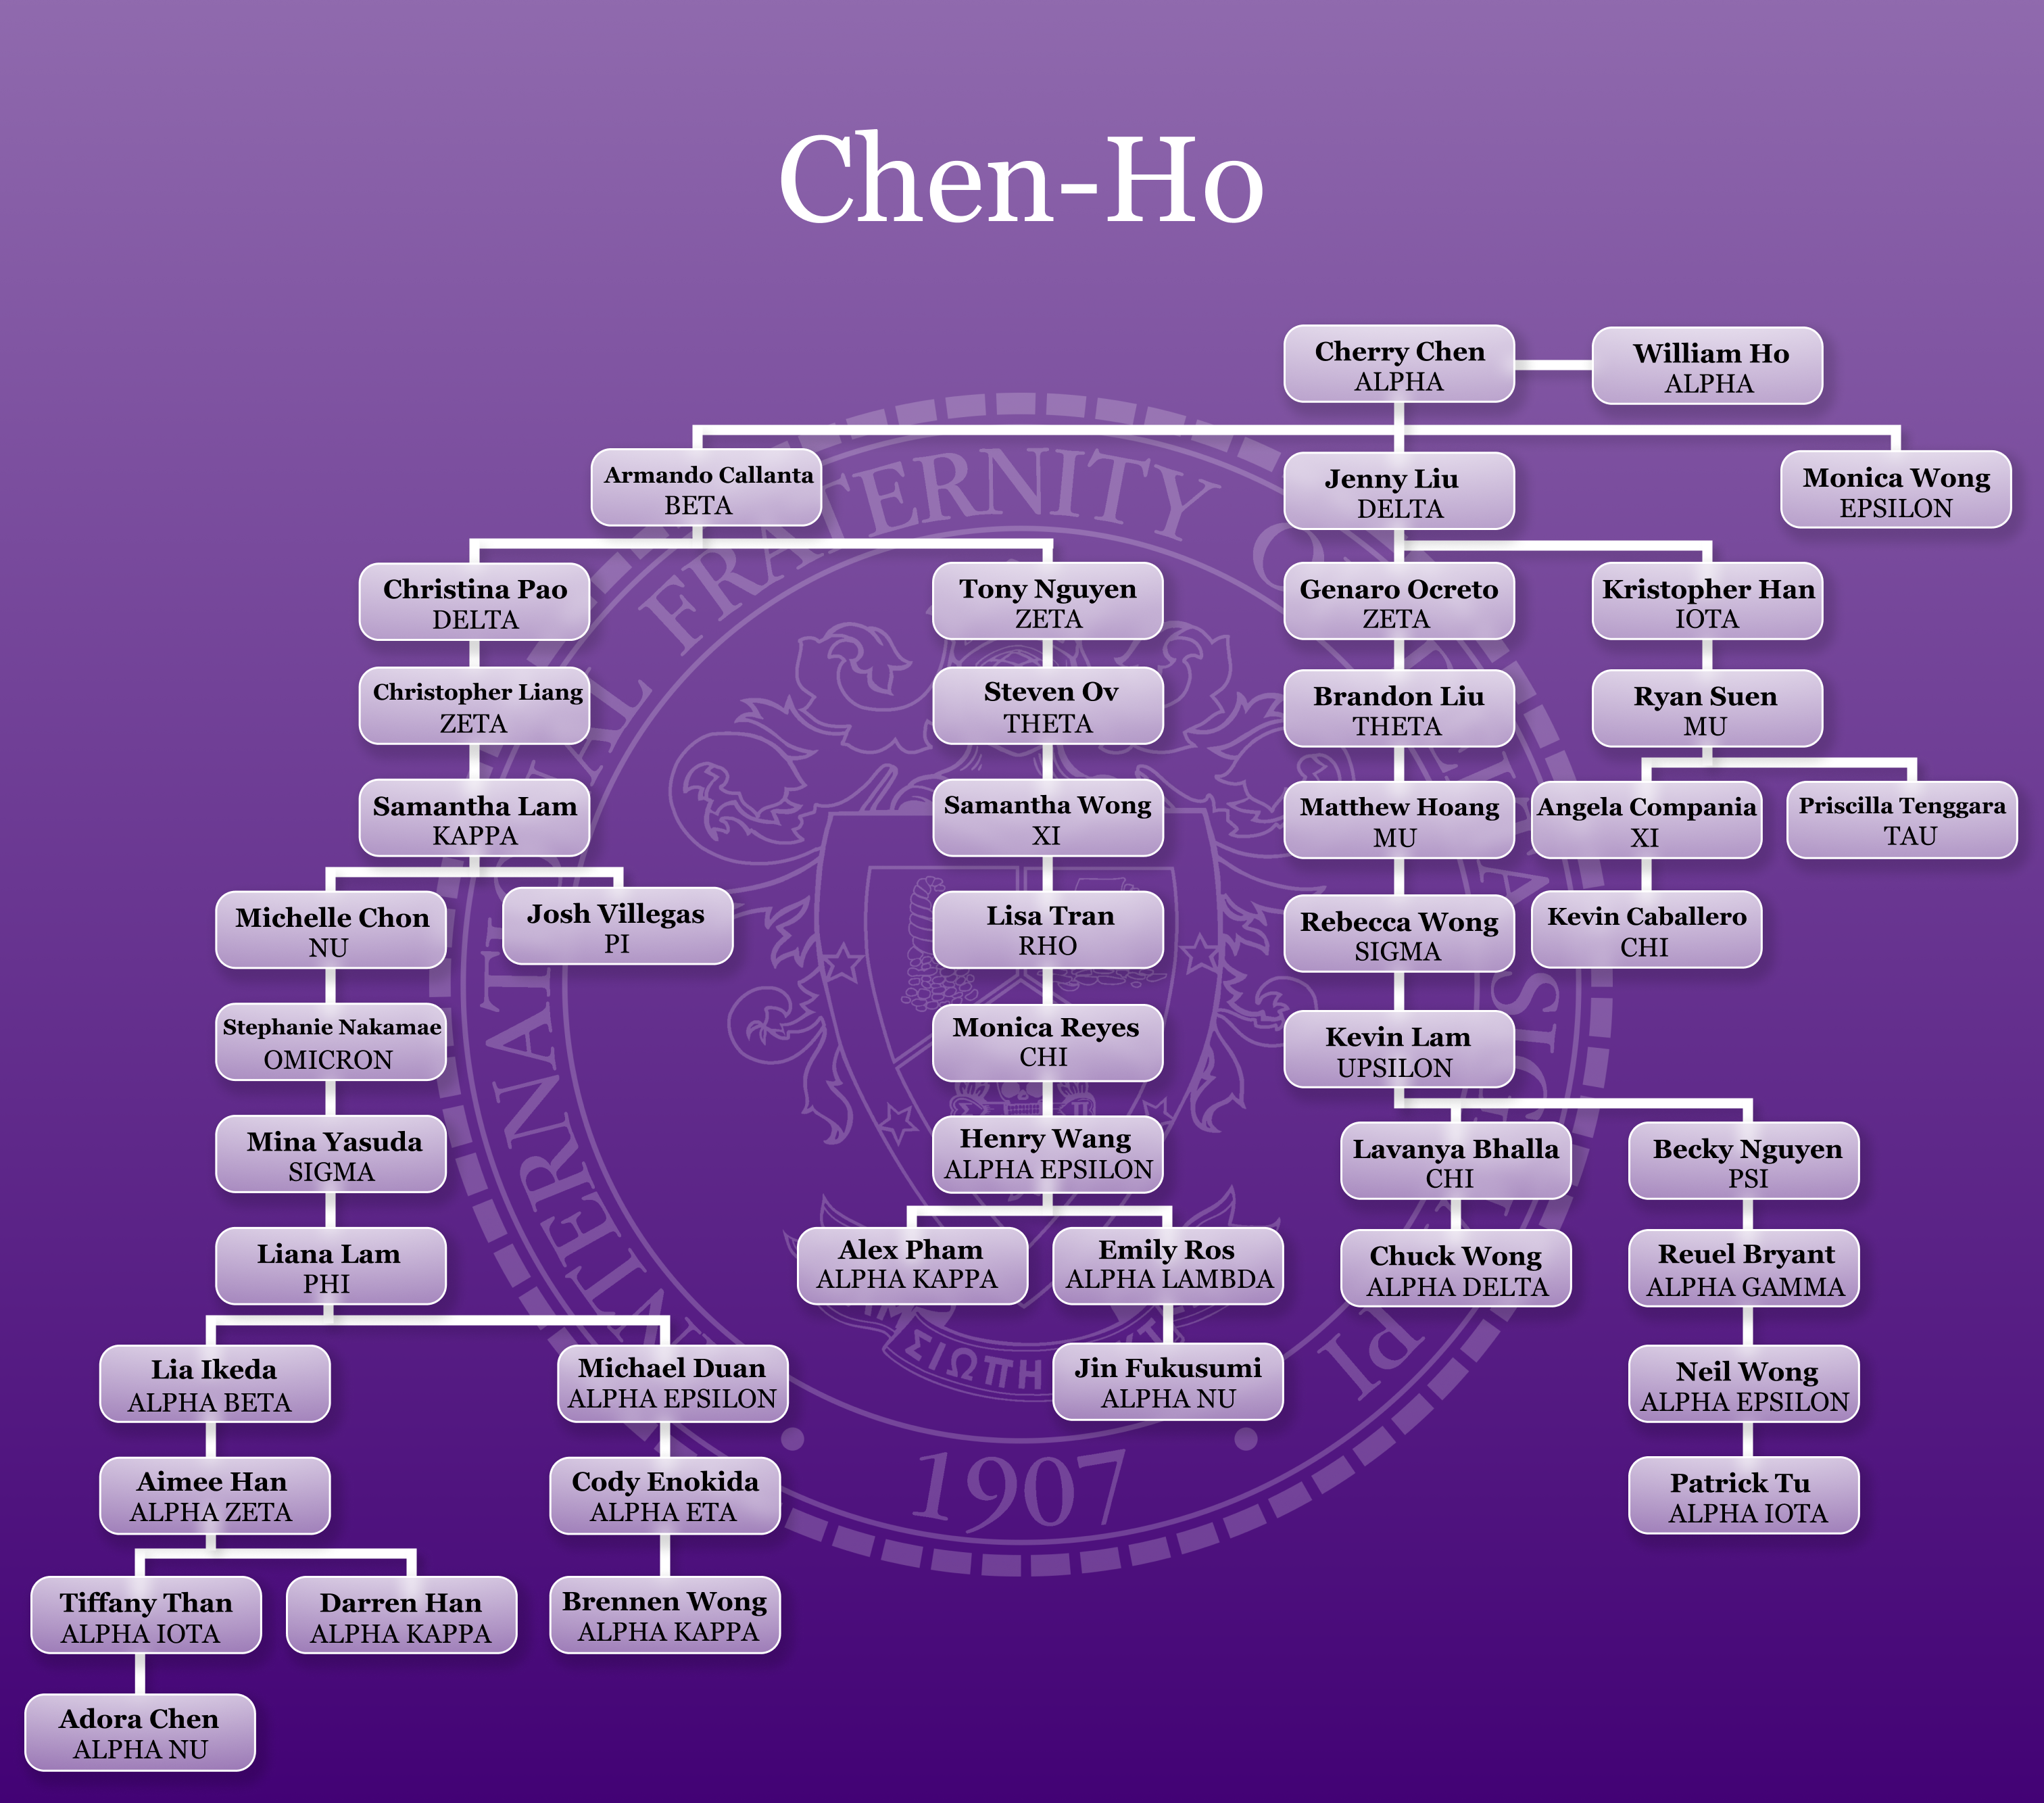 Chen-Ho
Cherry Chen
ALPHA
William Ho
ALPHA
Armando Callanta
BETA
Jenny Liu
DELTA
Monica Wong
EPSILON
Christina Pao
DELTA
Tony Nguyen
ZETA
Genaro Ocreto
ZETA
Kristopher Han
IOTA
Christopher Liang
ZETA
Steven Ov
THETA
Brandon Liu
THETA
Ryan Suen
MU
Samantha Lam
KAPPA
Samantha Wong
XI
Matthew Hoang
MU
Angela Compania
XI
Priscilla Tenggara
TAU
Michelle Chon
NU
Josh Villegas
PI
Lisa Tran
RHO
Rebecca Wong
SIGMA
Kevin Caballero
CHI
Stephanie Nakamae
OMICRON
Monica Reyes
CHI
Kevin Lam
UPSILON
Mina Yasuda
SIGMA
Henry Wang
ALPHA EPSILON
Lavanya Bhalla
CHI
Becky Nguyen
PSI
Liana Lam
PHI
Alex Pham
ALPHA KAPPA
Emily Ros
ALPHA LAMBDA
Chuck Wong
ALPHA DELTA
Reuel Bryant
ALPHA GAMMA
Lia Ikeda
ALPHA BETA
Michael Duan
ALPHA EPSILON
Jin Fukusumi
ALPHA NU
Neil Wong
ALPHA EPSILON
Aimee Han
ALPHA ZETA
Cody Enokida
ALPHA ETA
Patrick Tu
ALPHA IOTA
Tiffany Than
ALPHA IOTA
Darren Han
ALPHA KAPPA
Brennen Wong
ALPHA KAPPA
Adora Chen
ALPHA NU
FRATERNITY
ΣΙΩΠΗ
1907